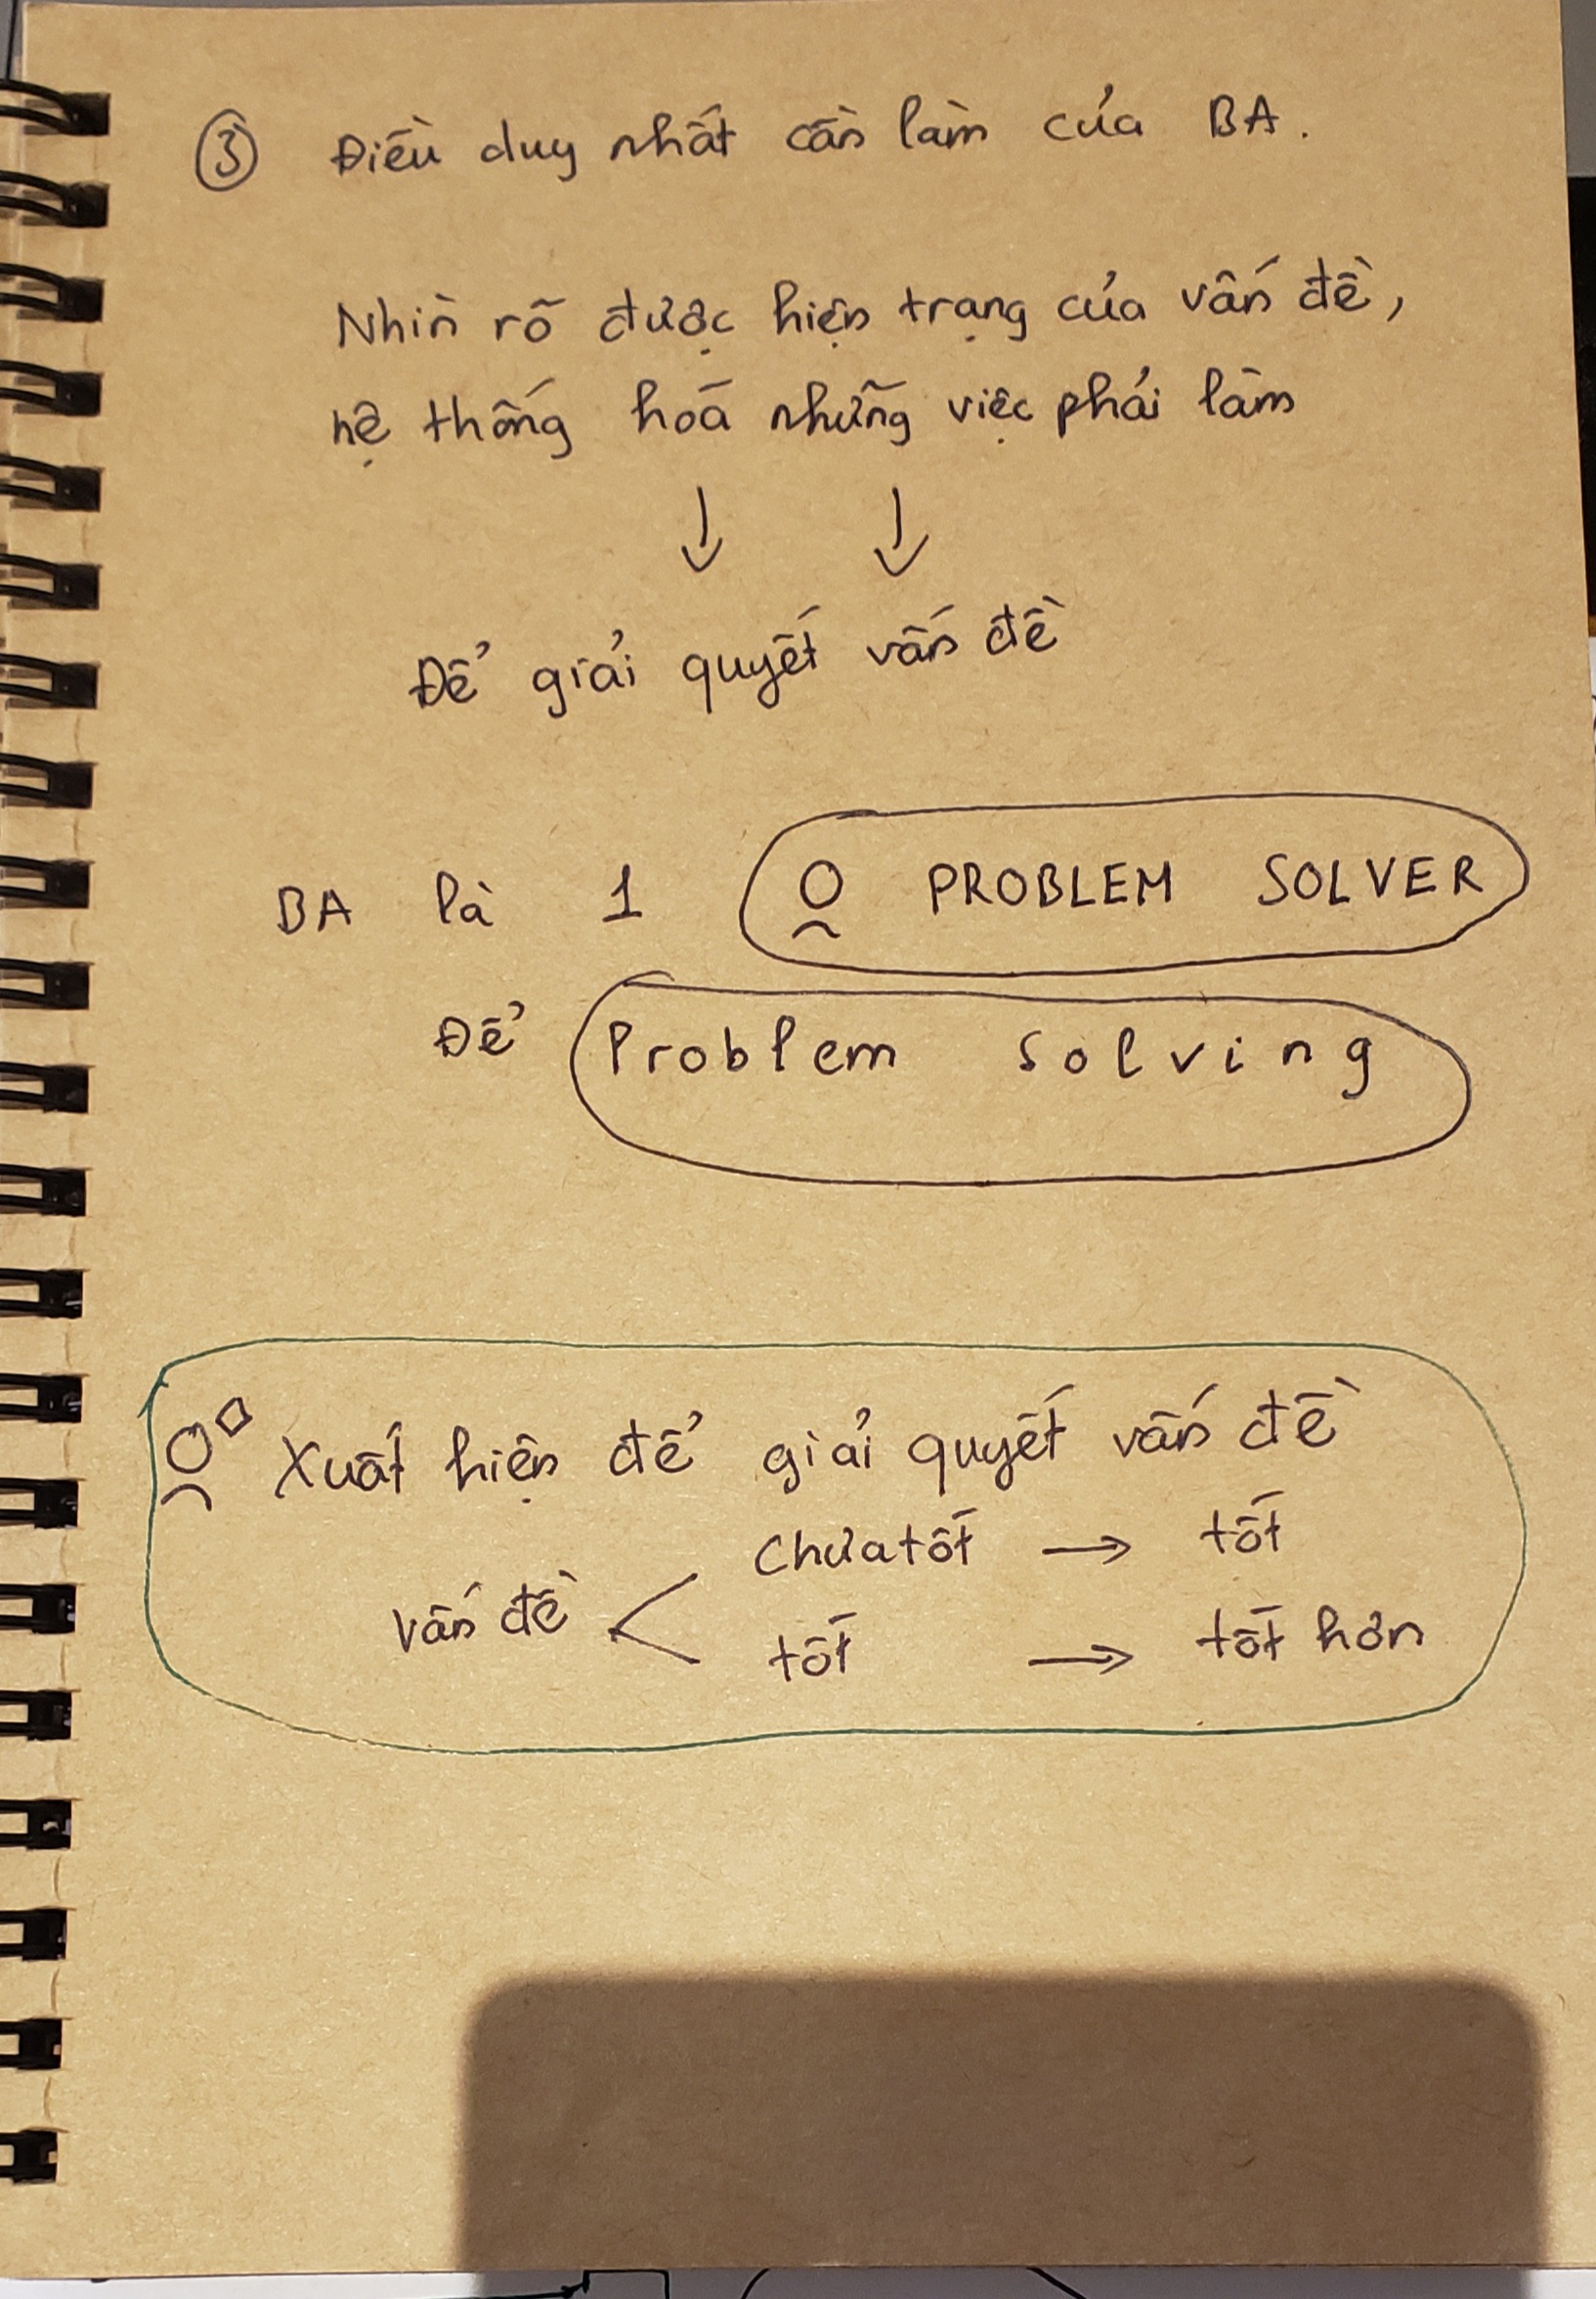 ③ Điều duy nhất cần làm của BA.
Nhìn rõ được hiện trạng của vấn đề,
hệ thống hoá những việc phải làm
↓ ↓
Để giải quyết vấn đề
BA là 1 PROBLEM SOLVER
Để Problem Solving
Xuất hiện để giải quyết vấn đề
chưa tốt → tốt
vấn đề <
tốt → tốt hơn